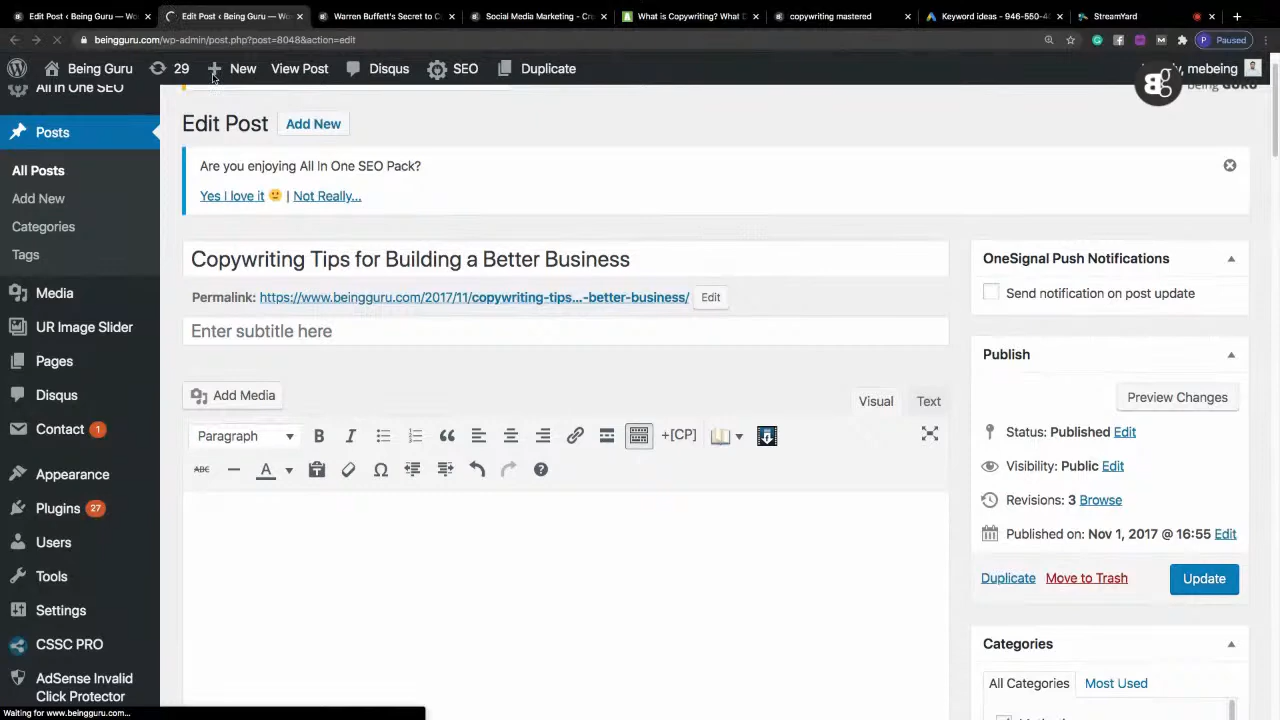 Edit Post ‹ Being Guru — Wo
Edit Post ‹ Being Guru — Wo
Warren Buffett's Secret to C
Social Media Marketing - Cre
What is Copywriting? What D
copywriting mastered
Keyword ideas - 946-550-4
StreamYard
beingguru.com/wp-admin/post.php?post=8048&action=edit
Paused
Being Guru
29
New
View Post
Disqus
SEO
Duplicate
y, mebeing
bg
being GURU
All in One SEO
Posts
All Posts
Add New
Categories
Tags
Media
UR Image Slider
Pages
Disqus
Contact 1
Appearance
Plugins 27
Users
Tools
Settings
CSSC PRO
AdSense Invalid
Click Protector
Waiting for www.beingguru.com...
Edit Post
Add New
Are you enjoying All In One SEO Pack?
Yes I love it 🙂 | Not Really...
Copywriting Tips for Building a Better Business
Permalink: https://www.beingguru.com/2017/11/copywriting-tips...-better-business/ Edit
Enter subtitle here
Add Media
Visual
Text
Paragraph
B
I
+[CP]
ABC
A
Ω
OneSignal Push Notifications
Send notification on post update
Publish
Preview Changes
Status: Published Edit
Visibility: Public Edit
Revisions: 3 Browse
Published on: Nov 1, 2017 @ 16:55 Edit
Duplicate
Move to Trash
Update
Categories
All Categories
Most Used